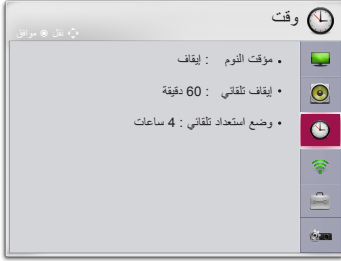 وقت
نقل ◉ موافق
• مؤقت النوم : إيقاف
• إيقاف تلقائي : 60 دقيقة
• وضع استعداد تلقائي : 4 ساعات